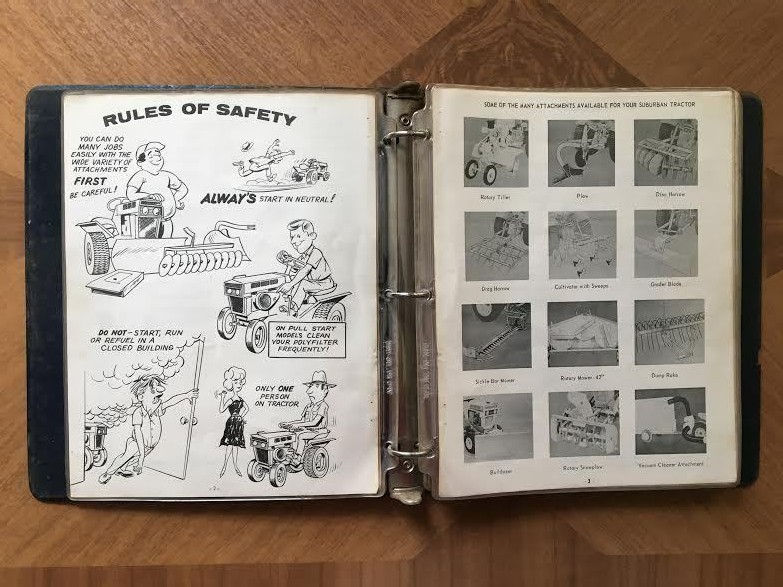 RULES OF SAFETY
YOU CAN DO
MANY JOBS
EASILY WITH THE
WIDE VARIETY OF
ATTACHMENTS
FIRST
BE CAREFUL!
ALWAYS START IN NEUTRAL!
ON PULL START
MODELS CLEAN
YOUR POLYFILTER
FREQUENTLY!
DO NOT-START, RUN
OR REFUEL IN A
CLOSED BUILDING
ONLY ONE
PERSON
ON TRACTOR
- 2 -
SOME OF THE MANY ATTACHMENTS AVAILABLE FOR YOUR SUBURBAN TRACTOR
Rotary Tiller
Plow
Disc Harrow
Drag Harrow
Cultivator with Sweeps
Grader Blade
Sickle Bar Mower
Rotary Mower 42"
Dump Rake
Bulldozer
Rotary Snowplow
Vacuum Cleaner Attachment
3